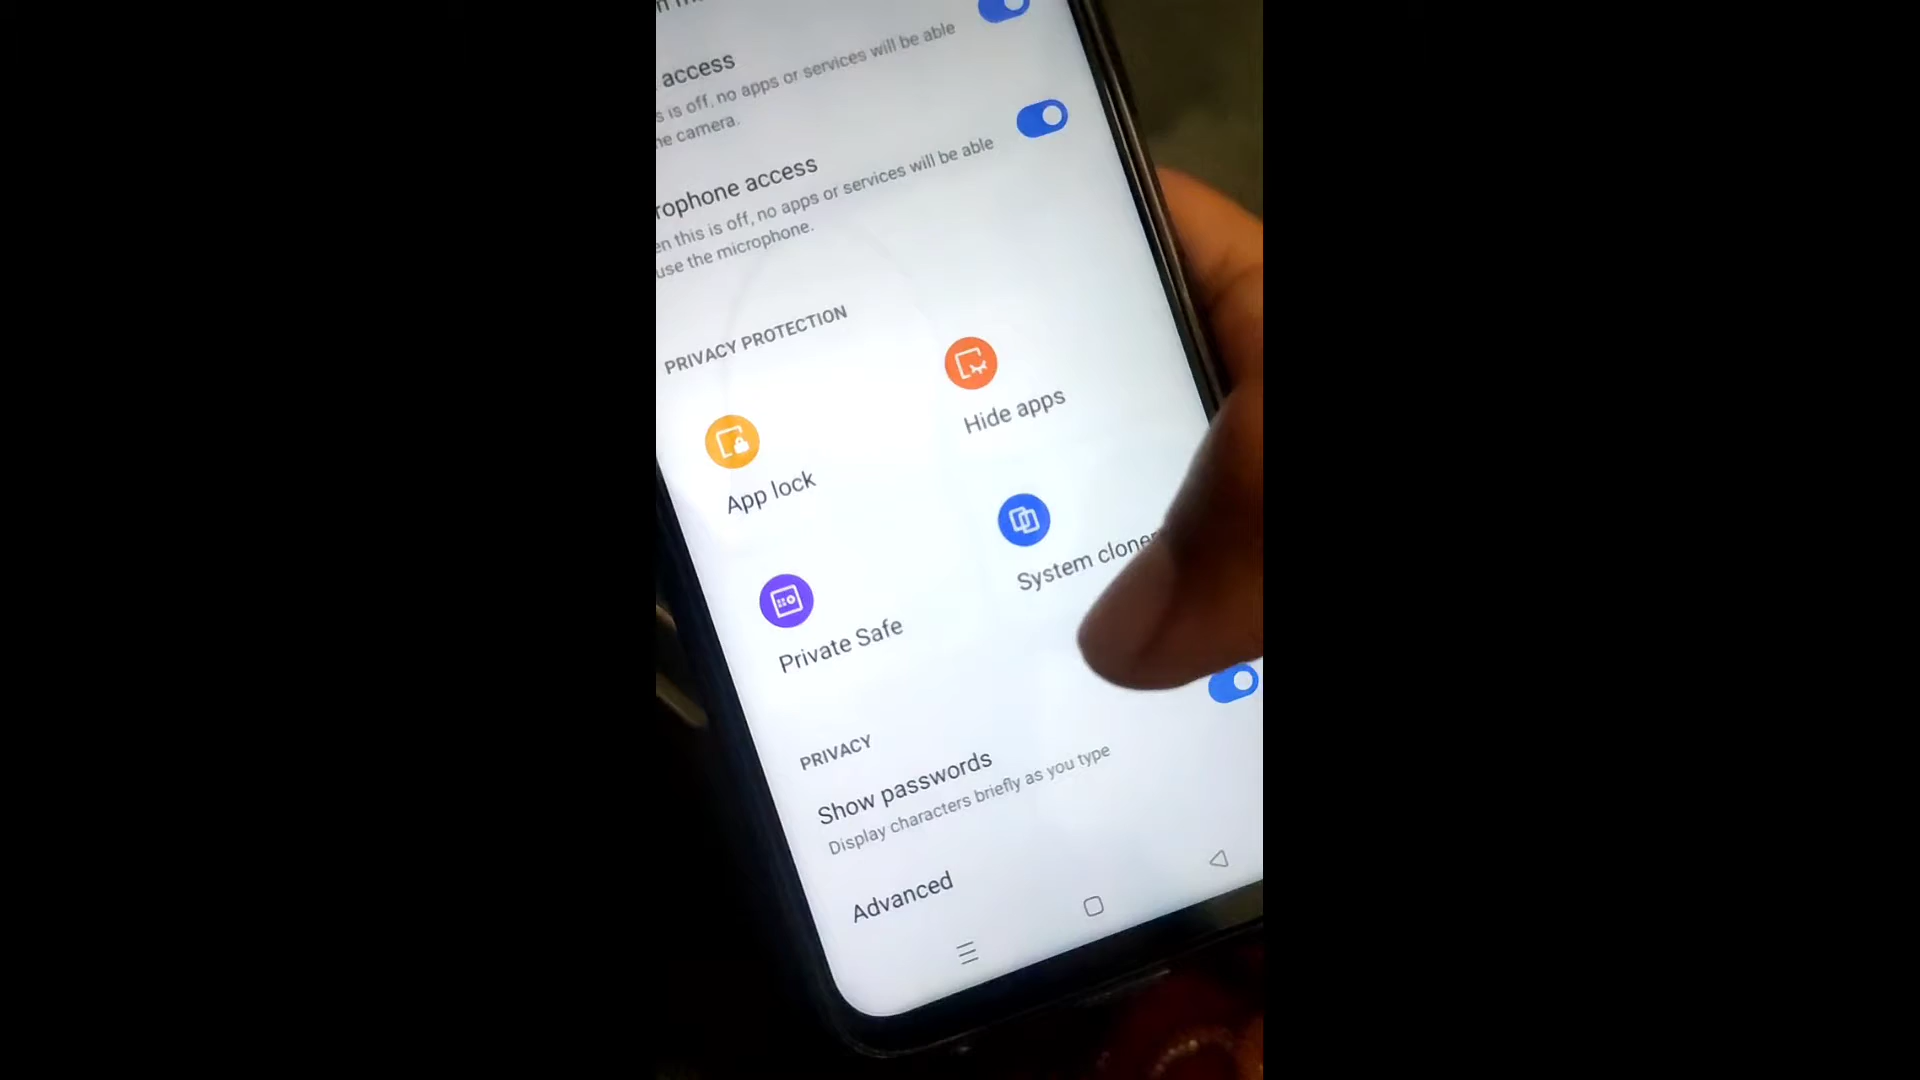 access
is off, no apps or services will be able
camera.
rophone access
en this is off, no apps or services will be able
use the microphone.
PRIVACY PROTECTION
Hide apps
App lock
System cloner
Private Safe
PRIVACY
Show passwords
Display characters briefly as you type
Advanced